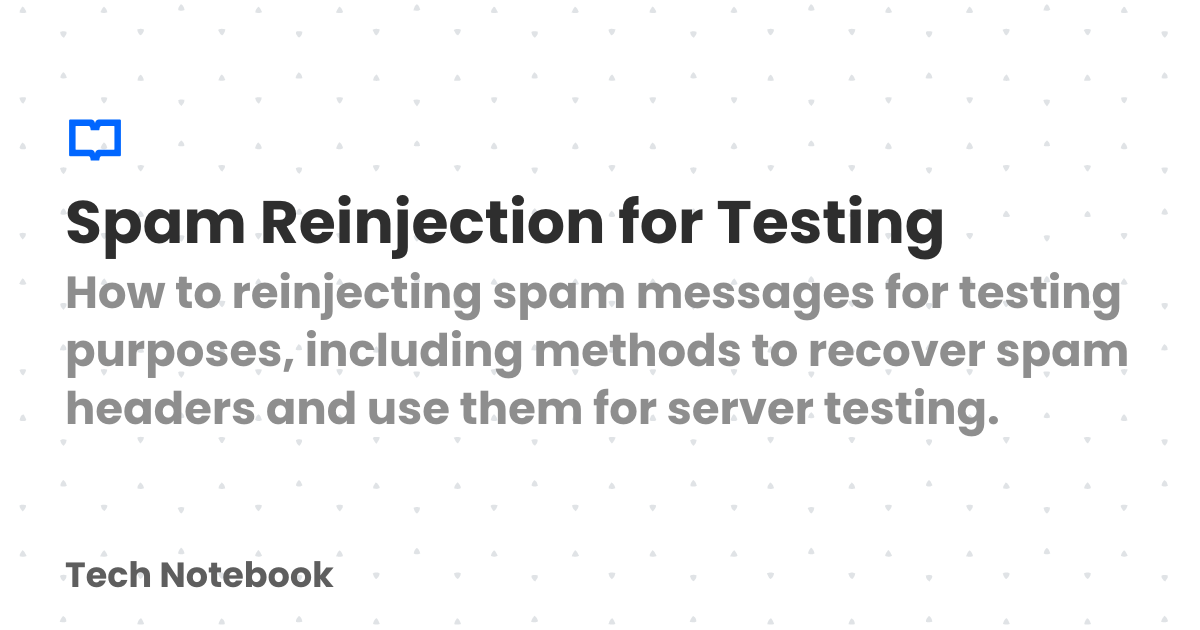 Spam Reinjection for Testing
How to reinjecting spam messages for testing
purposes, including methods to recover spam
headers and use them for server testing.
Tech Notebook